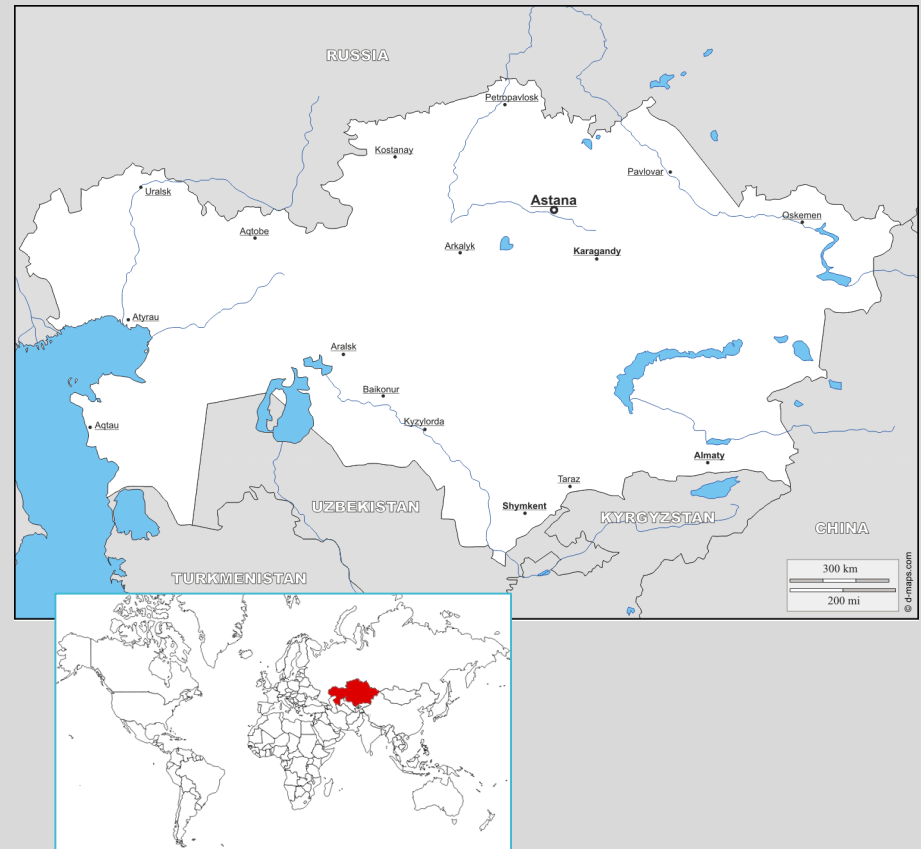 RUSSIA
Petropavlosk
Kostanay
Pavlovar
Uralsk
Astana
Oskemen
Aqtobe
Arkalyk
Karagandy
Atyrau
Aralsk
Baikonur
Aqtau
Kyzylorda
Almaty
Taraz
UZBEKISTAN
Shymkent
KYRGYZSTAN
CHINA
TURKMENISTAN
300 km
200 mi
© d-maps.com